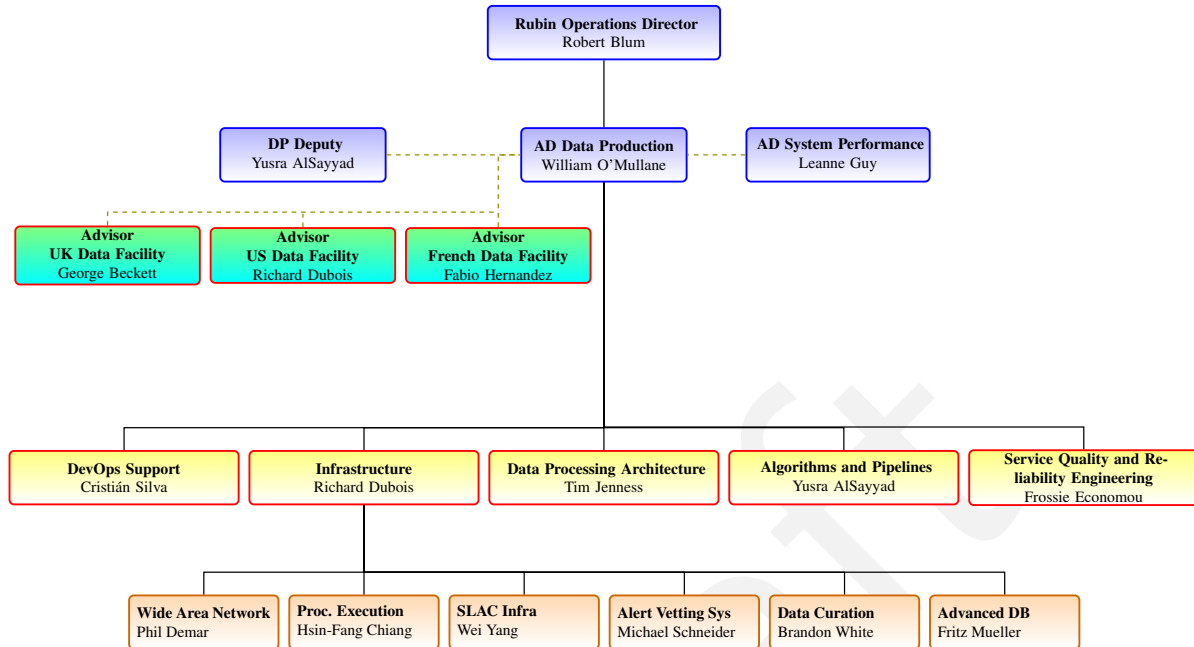 Rubin Operations Director
Robert Blum
DP Deputy
Yusra AlSayyad
AD Data Production
William O'Mullane
AD System Performance
Leanne Guy
Advisor
UK Data Facility
George Beckett
Advisor
US Data Facility
Richard Dubois
Advisor
French Data Facility
Fabio Hernandez
DevOps Support
Cristián Silva
Infrastructure
Richard Dubois
Data Processing Architecture
Tim Jenness
Algorithms and Pipelines
Yusra AlSayyad
Service Quality and Re-
liability Engineering
Frossie Economou
Wide Area Network
Phil Demar
Proc. Execution
Hsin-Fang Chiang
SLAC Infra
Wei Yang
Alert Vetting Sys
Michael Schneider
Data Curation
Brandon White
Advanced DB
Fritz Mueller